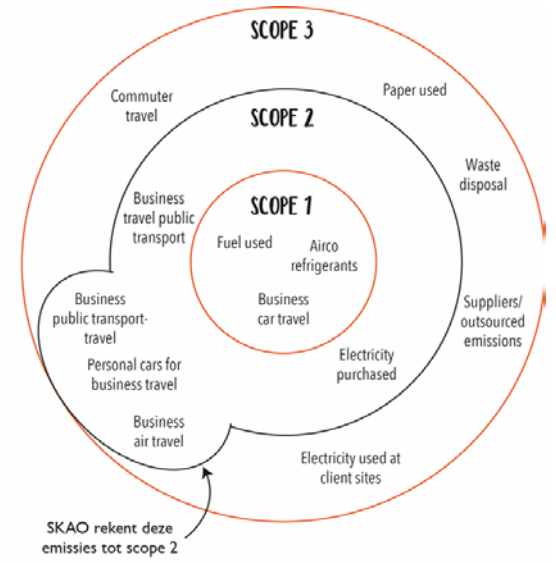 SCOPE 3
Commuter
travel
Paper used
SCOPE 2
Waste
disposal
Business
travel public
transport
SCOPE 1
Fuel used
Airco
refrigerants
Business
car travel
Business
public transport-
travel
Suppliers/
outsourced
emissions
Personal cars for
business travel
Electricity
purchased
Business
air travel
Electricity used at
client sites
SKAO rekent deze
emissies tot scope 2